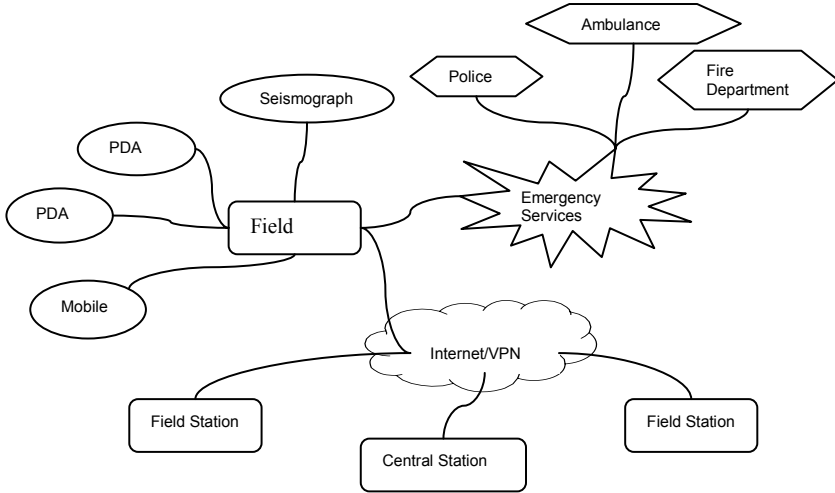 Ambulance
Police
Fire
Department
Seismograph
PDA
Emergency
Services
PDA
Field
Mobile
Internet/VPN
Field Station
Field Station
Central Station